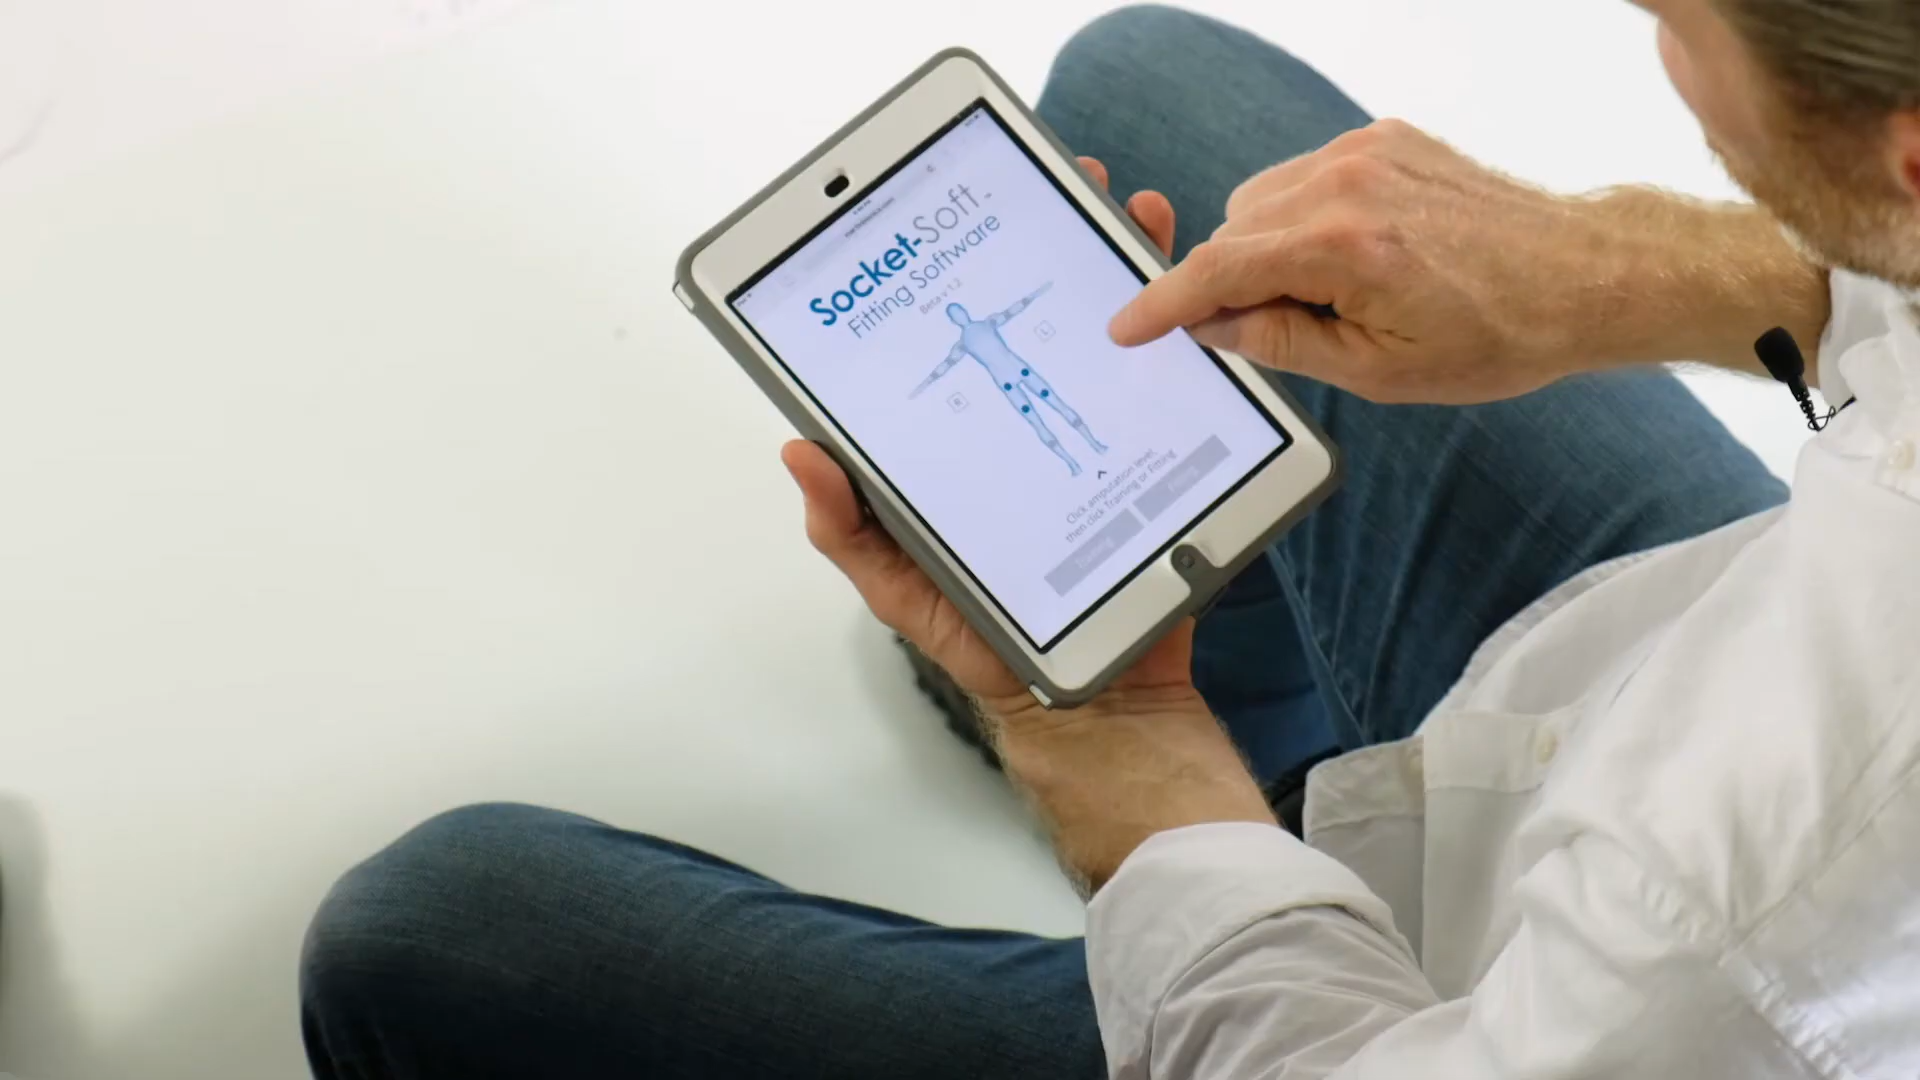 Socket-Soft
Fitting Software
Beta v 1.2
L
R
Click amputation level,
then click Training or Fitting
Training
Fitting